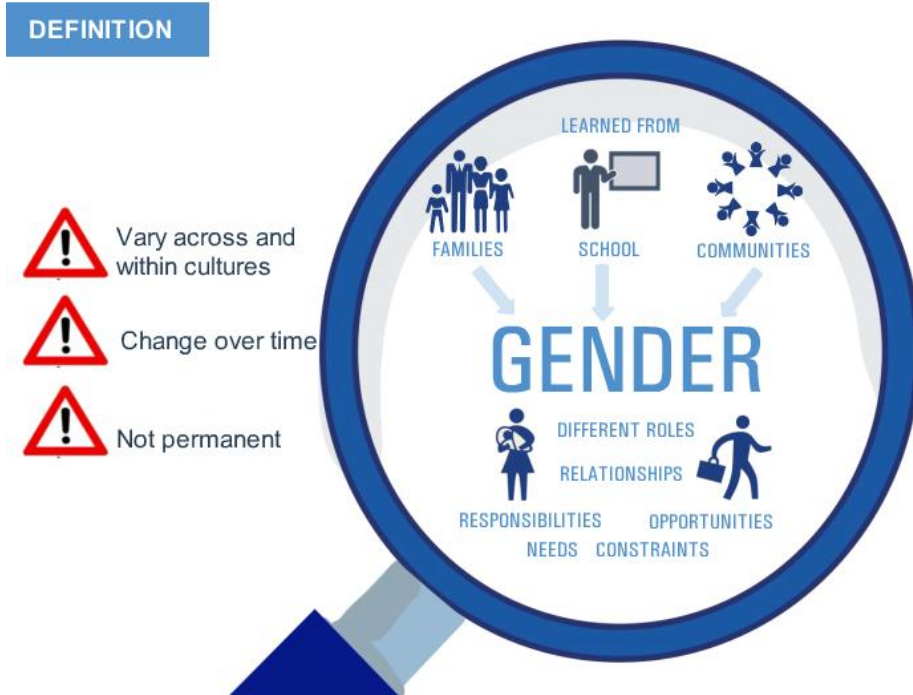 DEFINITION
Vary across and
within cultures
Change over time
Not permanent
LEARNED FROM
FAMILIES
SCHOOL
COMMUNITIES
GENDER
DIFFERENT ROLES
RELATIONSHIPS
RESPONSIBILITIES
OPPORTUNITIES
NEEDS
CONSTRAINTS